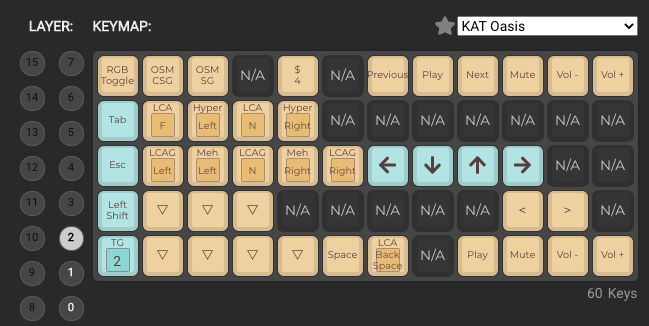 LAYER: KEYMAP: KAT Oasis
15 7
14 6
13 5
12 4
11 3
10 2
9 1
8 0
RGB Toggle OSM CSG OSM SG N/A $ 4 N/A Previous Play Next Mute Vol - Vol +
Tab LCA F Hyper Left LCA N Hyper Right N/A N/A N/A N/A N/A N/A N/A
Esc LCAG Left Meh Left LCAG N Meh Right LCAG Right ← ↓ ↑ → N/A N/A
Left Shift ▽ ▽ ▽ N/A N/A N/A N/A N/A < > N/A
TG 2 ▽ ▽ ▽ ▽ Space LCA Back Space N/A Play Mute Vol - Vol +
60 Keys